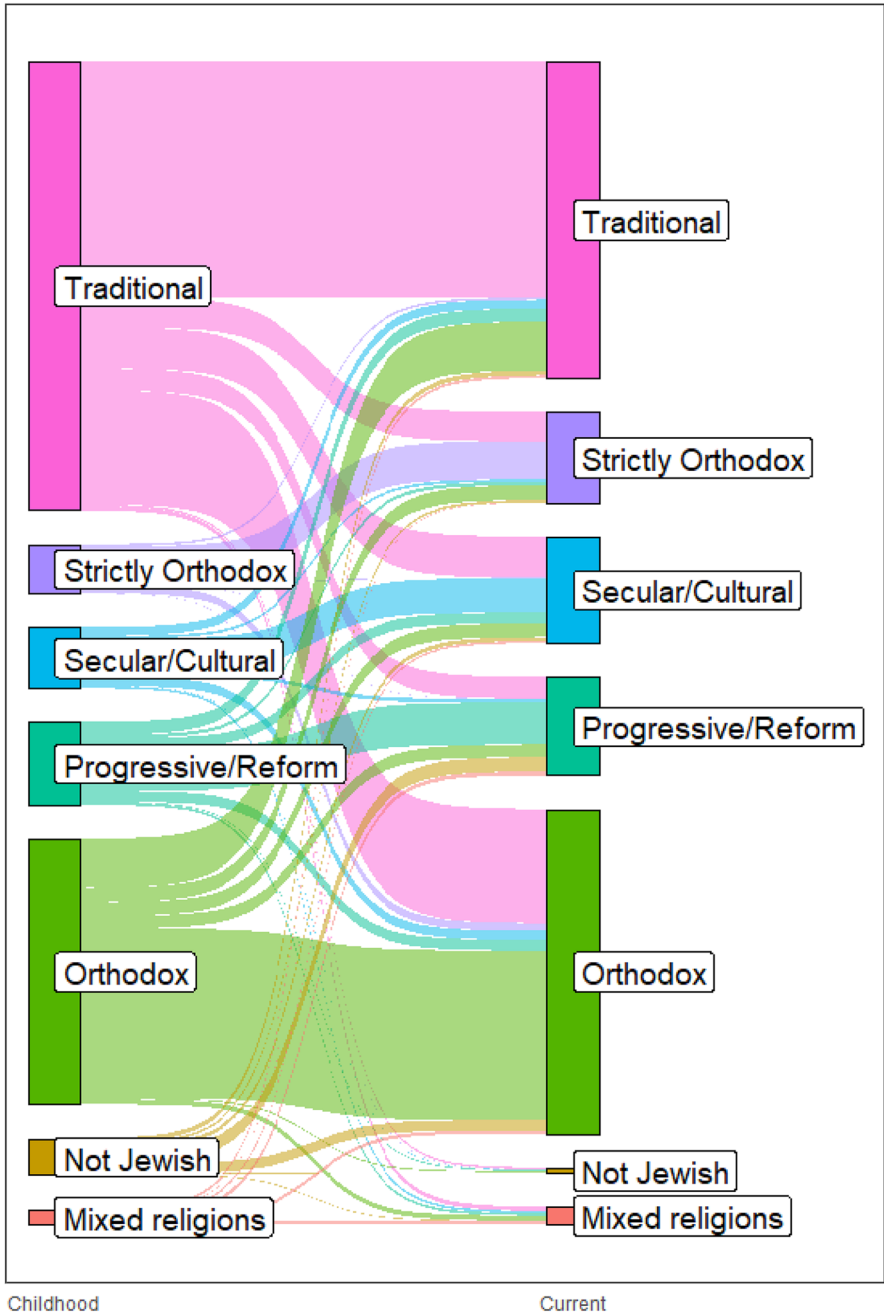 Traditional
Strictly Orthodox
Secular/Cultural
Progressive/Reform
Orthodox
Not Jewish
Mixed religions
Traditional
Strictly Orthodox
Secular/Cultural
Progressive/Reform
Orthodox
Not Jewish
Mixed religions
Childhood
Current